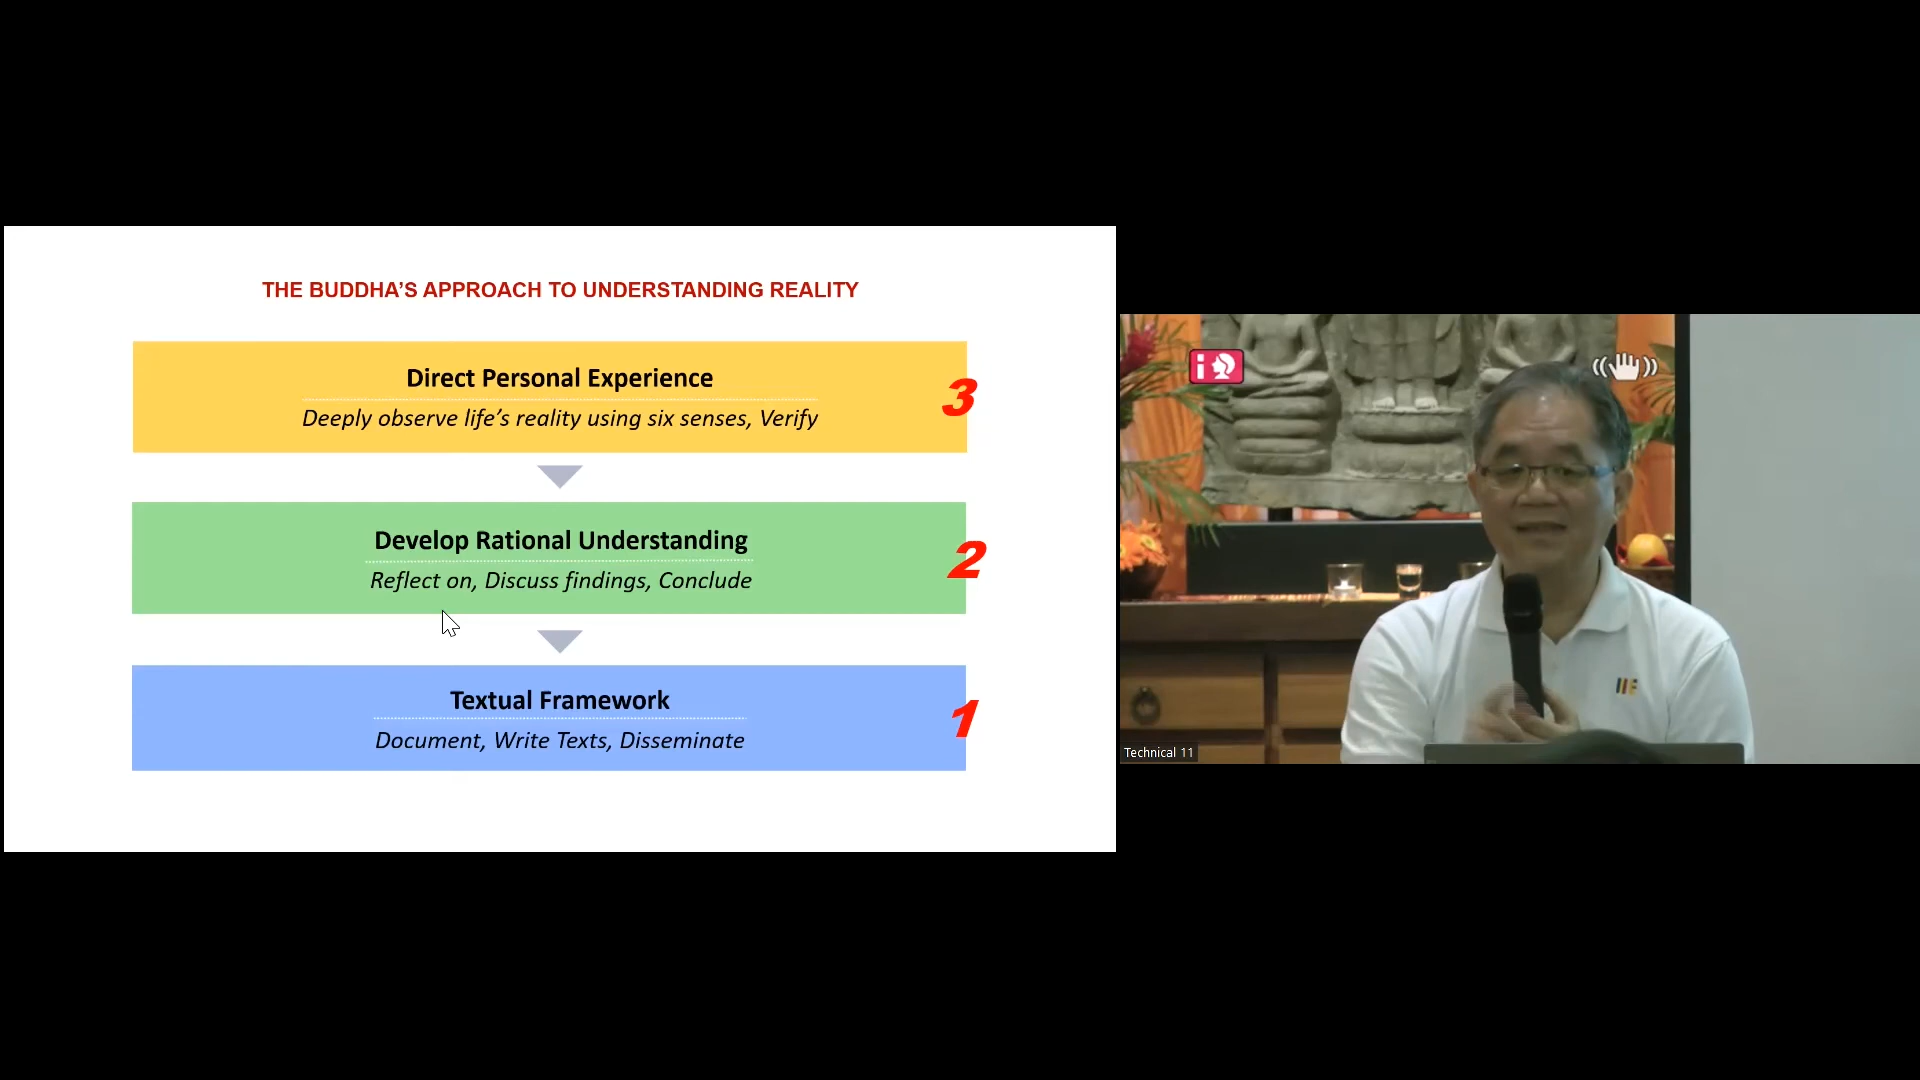 THE BUDDHA’S APPROACH TO UNDERSTANDING REALITY
Direct Personal Experience
Deeply observe life’s reality using six senses, Verify
3
Develop Rational Understanding
Reflect on, Discuss findings, Conclude
2
Textual Framework
Document, Write Texts, Disseminate
1
i
Technical 11